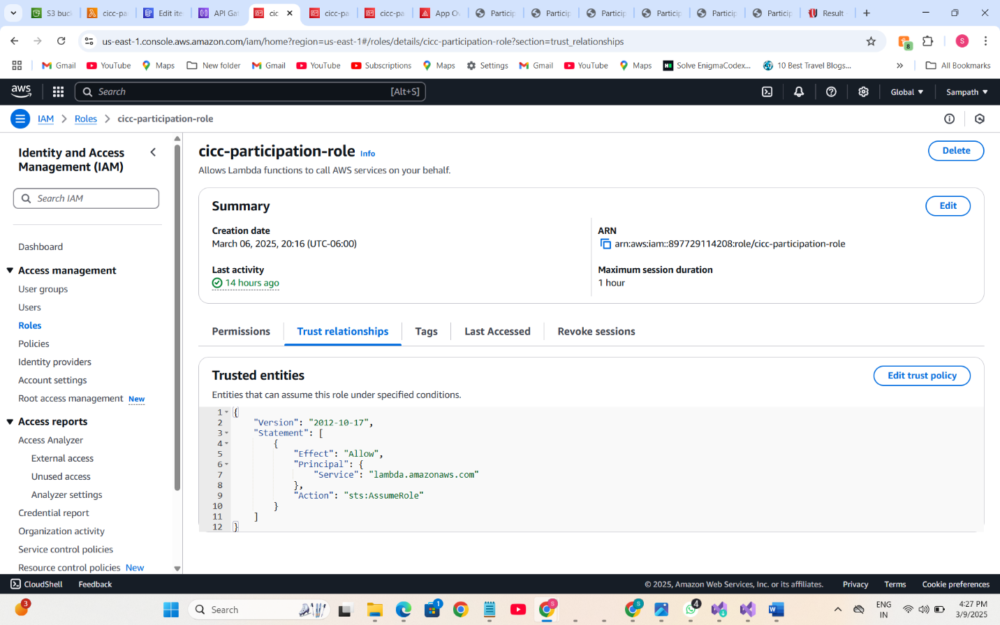 S3 buc
cicc-pa
Edit ite
API Gat
cic
cicc-pa
cicc-pa
App Ov
Particip
Particip
Particip
Particip
Particip
Particip
Result
us-east-1.console.aws.amazon.com/iam/home?region=us-east-1#/roles/details/cicc-participation-role?section=trust_relationships
8
S
Gmail
YouTube
Maps
New folder
Gmail
YouTube
Subscriptions
Maps
Settings
Gmail
YouTube
Maps
Solve EnigmaCodex...
10 Best Travel Blogs...
All Bookmarks
aws
Search
[Alt+S]
Global
Sampath
IAM
Roles
cicc-participation-role
Identity and Access
Management (IAM)
Search IAM
Dashboard
Access management
User groups
Users
Roles
Policies
Identity providers
Account settings
Root access management New
Access reports
Access Analyzer
External access
Unused access
Analyzer settings
Credential report
Organization activity
Service control policies
Resource control policies New
cicc-participation-role Info
Delete
Allows Lambda functions to call AWS services on your behalf.
Summary
Edit
Creation date
March 06, 2025, 20:16 (UTC-06:00)
ARN
arn:aws:iam::897729114208:role/cicc-participation-role
Last activity
14 hours ago
Maximum session duration
1 hour
Permissions
Trust relationships
Tags
Last Accessed
Revoke sessions
Trusted entities
Edit trust policy
Entities that can assume this role under specified conditions.
1 {
2 "Version": "2012-10-17",
3 "Statement": [
4 {
5 "Effect": "Allow",
6 "Principal": {
7 "Service": "lambda.amazonaws.com"
8 },
9 "Action": "sts:AssumeRole"
10 }
11 ]
12 }
CloudShell
Feedback
© 2025, Amazon Web Services, Inc. or its affiliates.
Privacy
Terms
Cookie preferences
3
Search
1
S
S
4
W
ENG
IN
4:27 PM
3/9/2025